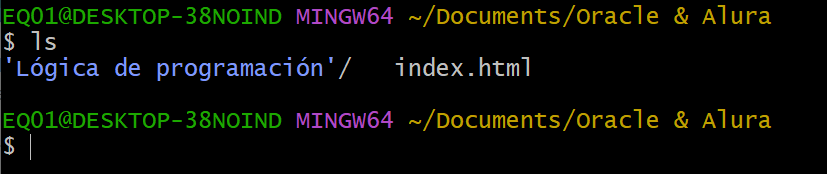 EQ01@DESKTOP-38NOIND MINGW64 ~/Documents/Oracle & Alura
$ ls
'Lógica de programación'/   index.html
EQ01@DESKTOP-38NOIND MINGW64 ~/Documents/Oracle & Alura
$